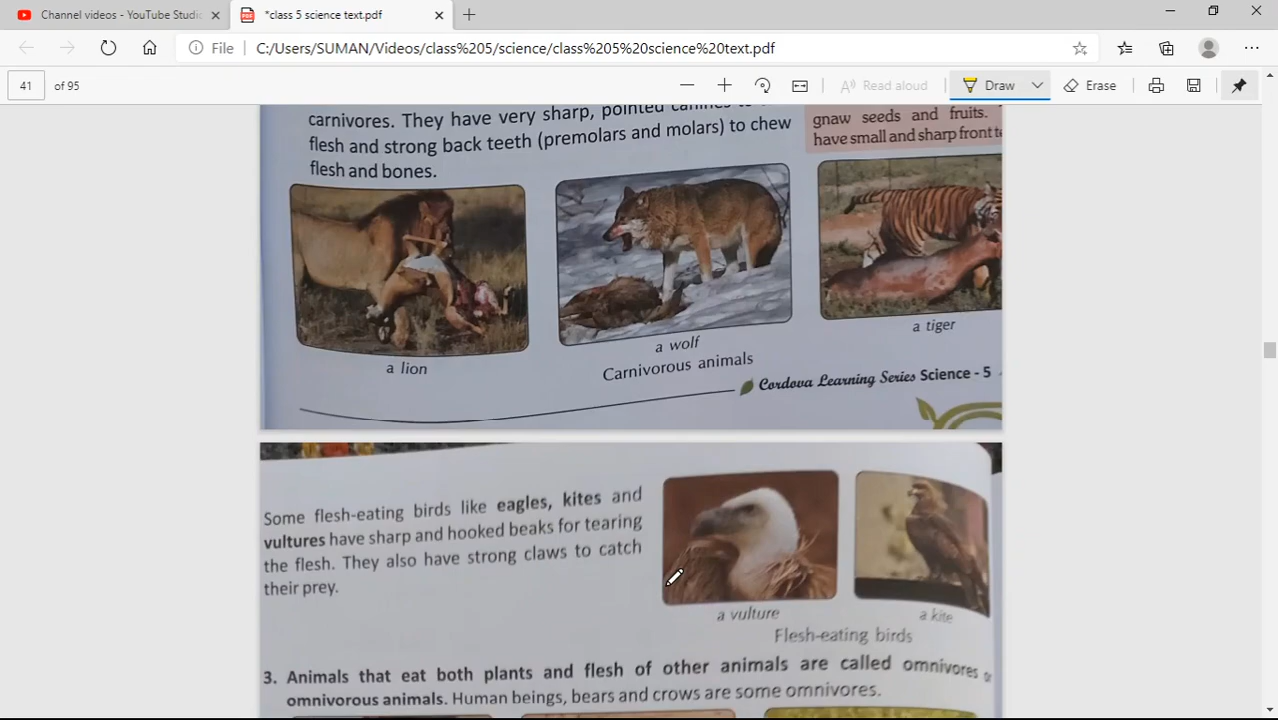 Channel videos - YouTube Studio
*class 5 science text.pdf
File C:/Users/SUMAN/Videos/class%205/science/class%205%20science%20text.pdf
41 of 95
Read aloud
Draw
Erase
carnivores. They have very sharp, pointed canines to
flesh and strong back teeth (premolars and molars) to chew
flesh and bones.
gnaw seeds and fruits.
have small and sharp front
a lion
a wolf
a tiger
Carnivorous animals
Cordova Learning Series Science - 5
Some flesh-eating birds like eagles, kites and
vultures have sharp and hooked beaks for tearing
the flesh. They also have strong claws to catch
their prey.
a vulture
a kite
Flesh-eating birds
3. Animals that eat both plants and flesh of other animals are called omnivores or
omnivorous animals. Human beings, bears and crows are some omnivores.